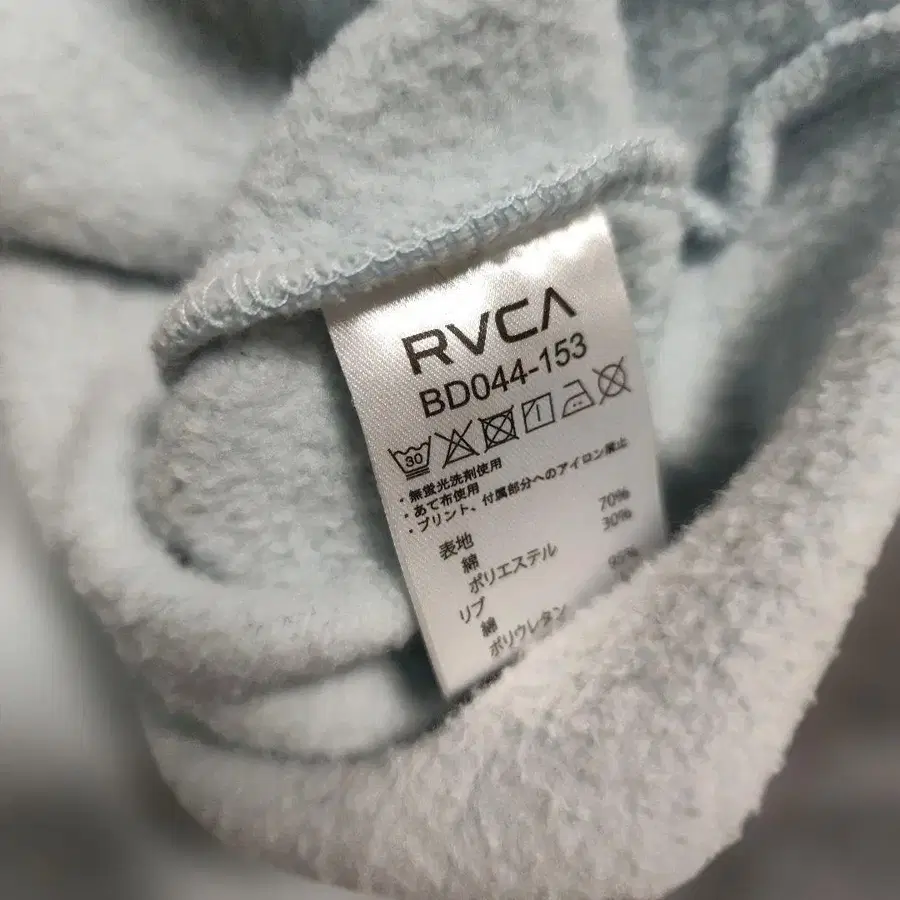 RVCA
BD044-153
30
・無蛍光洗剤使用
・あて布使用
・プリント、付属部分へのアイロン禁止
表地
綿 70%
ポリエステル 30%
リブ
綿 95%
ポリウレタン